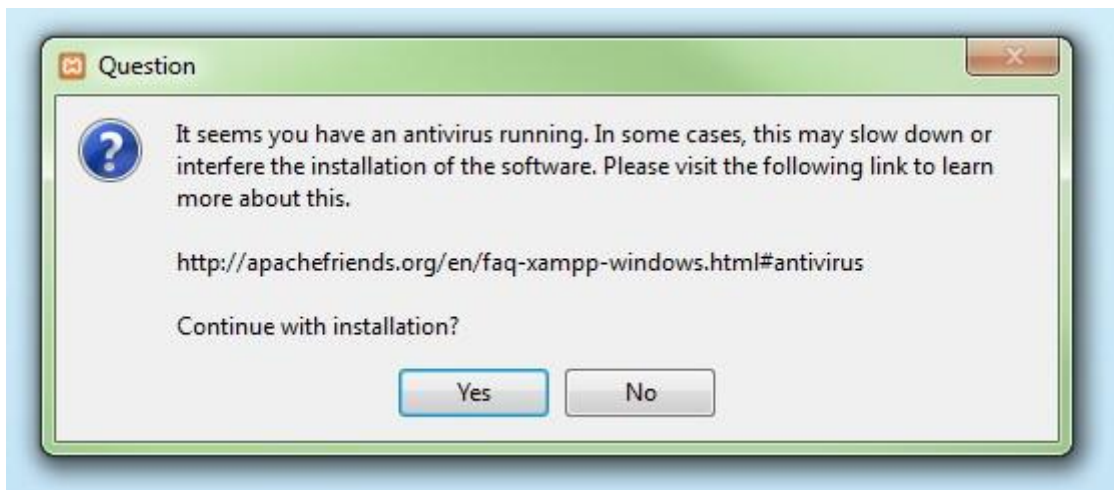 Question
It seems you have an antivirus running. In some cases, this may slow down or
interfere the installation of the software. Please visit the following link to learn
more about this.
http://apachefriends.org/en/faq-xampp-windows.html#antivirus
Continue with installation?
Yes No